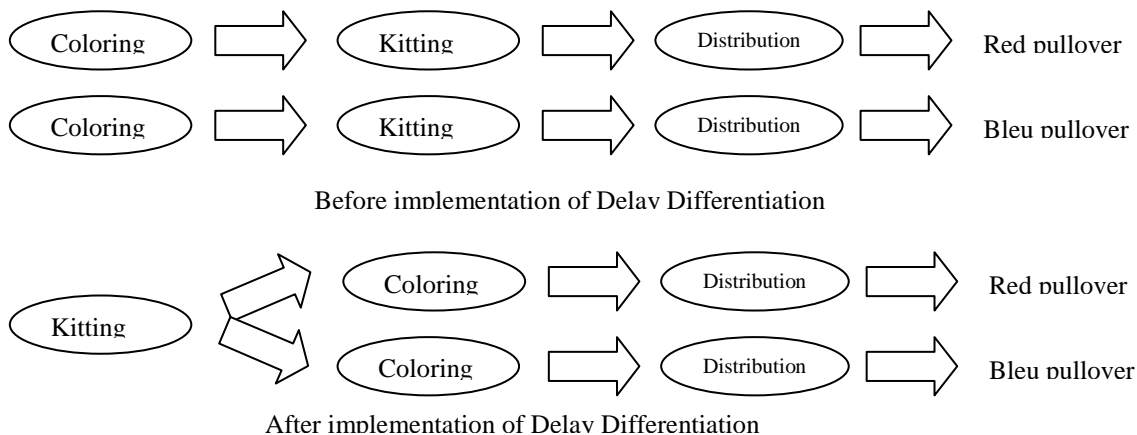 Coloring Kitting Distribution Red pullover
Coloring Kitting Distribution Bleu pullover
Before implementation of Delay Differentiation
Coloring Distribution Red pullover
Kitting
Coloring Distribution Bleu pullover
After implementation of Delay Differentiation